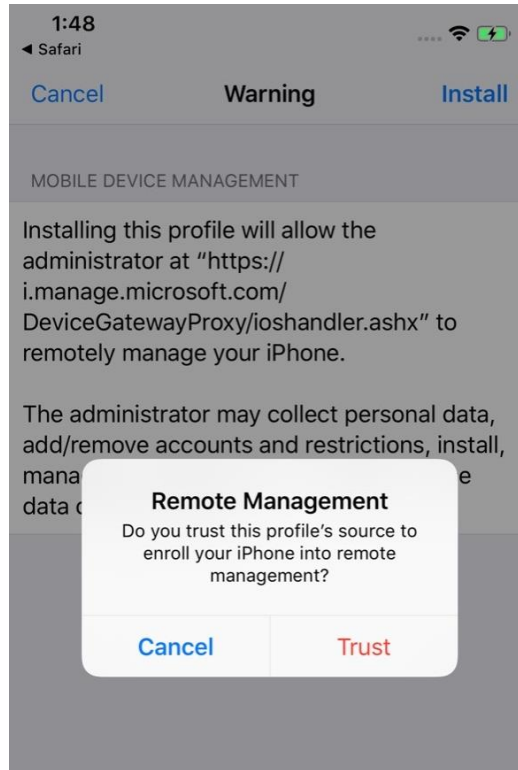 1:48
◀ Safari
Cancel
Warning
Install
MOBILE DEVICE MANAGEMENT
Installing this profile will allow the
administrator at “https://
i.manage.microsoft.com/
DeviceGatewayProxy/ioshandler.ashx” to
remotely manage your iPhone.
The administrator may collect personal data,
add/remove accounts and restrictions, install,
data
Remote Management
Do you trust this profile’s source to
enroll your iPhone into remote
management?
Cancel
Trust